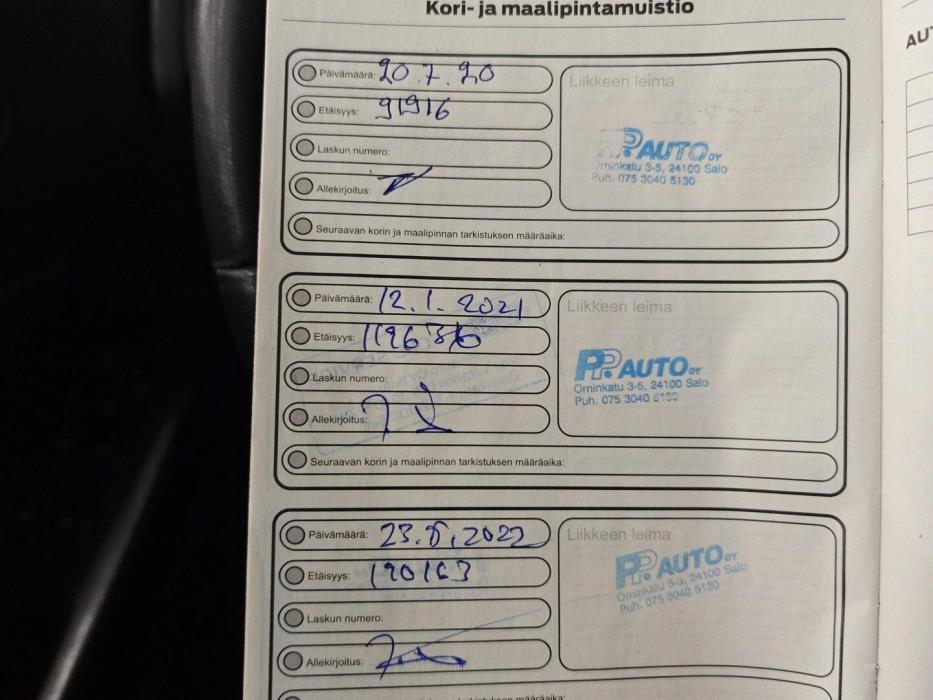 Kori- ja maalipintamuistio
Päivämäärä: 20.7.20
Etäisyys: 91916
Laskun numero:
Allekirjoitus:
Seuraavan korin ja maalipinnan tarkistuksen määräaika:
Liikkeen leima
PP AUTO OY
Ominkatu 3-5, 24100 Salo
Puh. 075 3040 5130
Päivämäärä: 12.1.2021
Etäisyys:
Laskun numero:
Allekirjoitus:
Seuraavan korin ja maalipinnan tarkistuksen määräaika:
Liikkeen leima
PP AUTO OY
Ominkatu 3-5, 24100 Salo
Puh. 075 3040 5130
Päivämäärä: 23.5.2022
Etäisyys: 190163
Laskun numero:
Allekirjoitus:
Liikkeen leima
PP AUTO OY
Ominkatu 3-5, 24100 Salo
Puh. 075 3040 5130
AUT